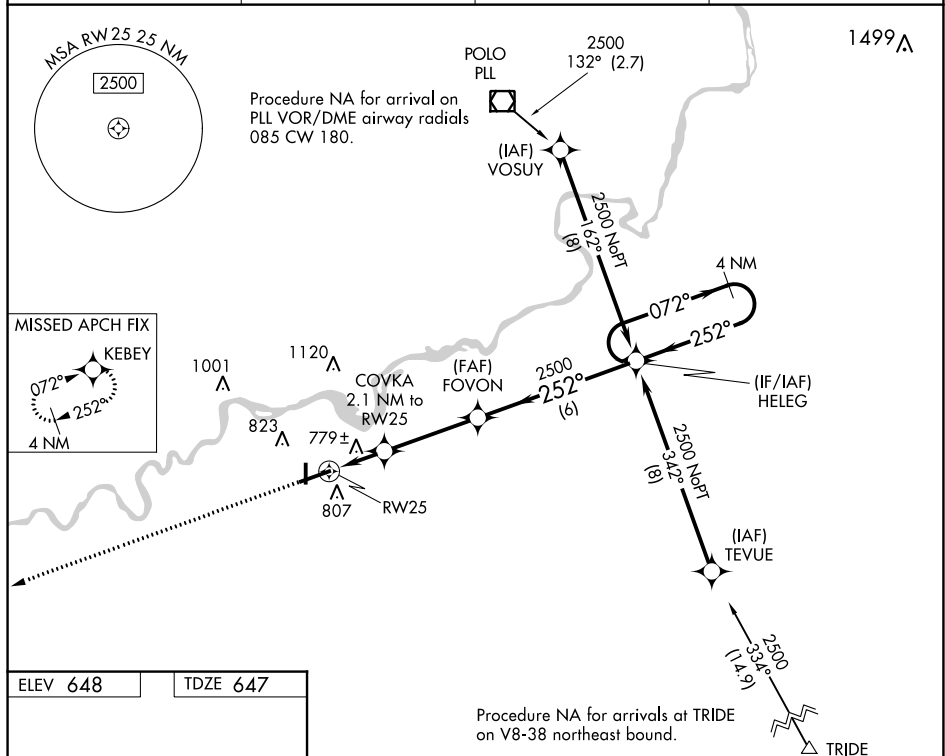 MSA RW25 25 NM
2500
Procedure NA for arrival on
PLL VOR/DME airway radials
085 CW 180.
POLO
PLL
2500
132° (2.7)
1499
(IAF)
VOSUY
2500 NoPT
162°
(8)
4 NM
072°
252°
(IF/IAF)
HELEG
MISSED APCH FIX
KEBEY
072°
252°
4 NM
1001
1120
823
779±
807
COVKA
2.1 NM to
RW25
(FAF)
FOVON
2500
252°
(6)
RW25
2500 NoPT
342°
(8)
(IAF)
TEVUE
2500
334°
(14.9)
TRIDE
Procedure NA for arrivals at TRIDE
on V8-38 northeast bound.
ELEV 648
TDZE 647